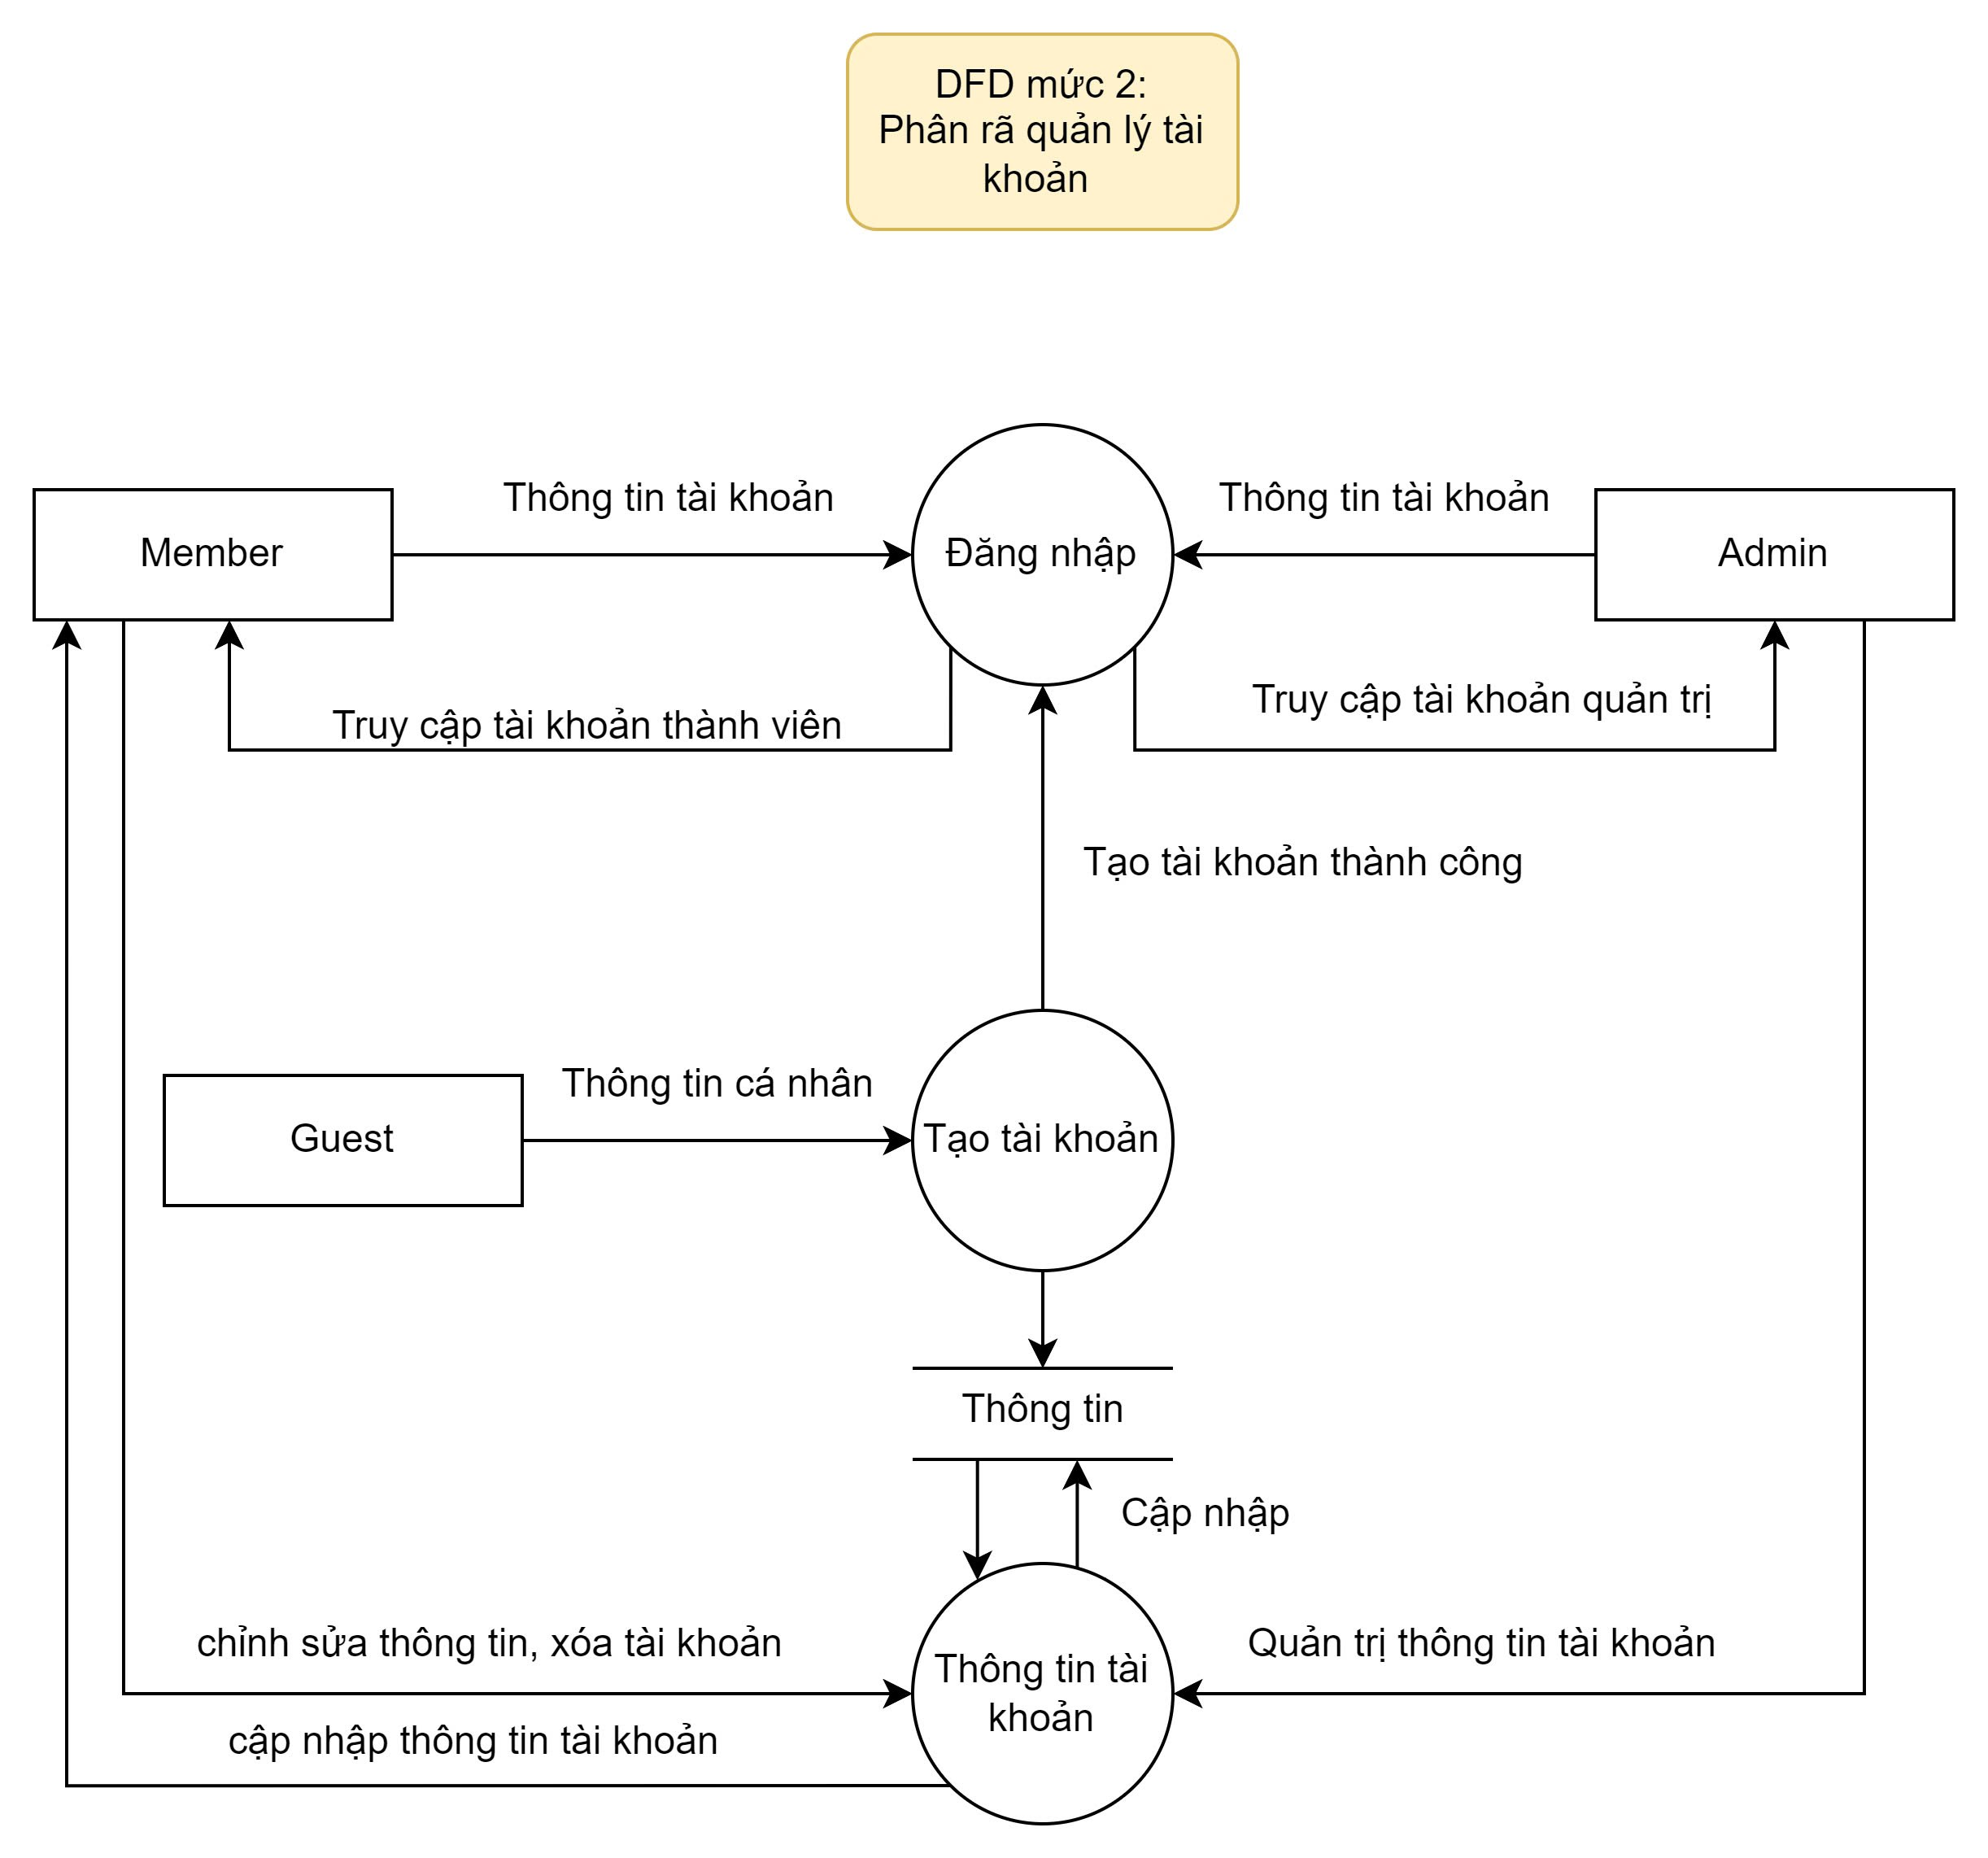 DFD mức 2:
Phân rã quản lý tài
khoản
Thông tin tài khoản
Thông tin tài khoản
Member
Đăng nhập
Admin
Truy cập tài khoản thành viên
Truy cập tài khoản quản trị
Tạo tài khoản thành công
Thông tin cá nhân
Guest
Tạo tài khoản
Thông tin
Cập nhập
chỉnh sửa thông tin, xóa tài khoản
Quản trị thông tin tài khoản
Thông tin tài
khoản
cập nhập thông tin tài khoản